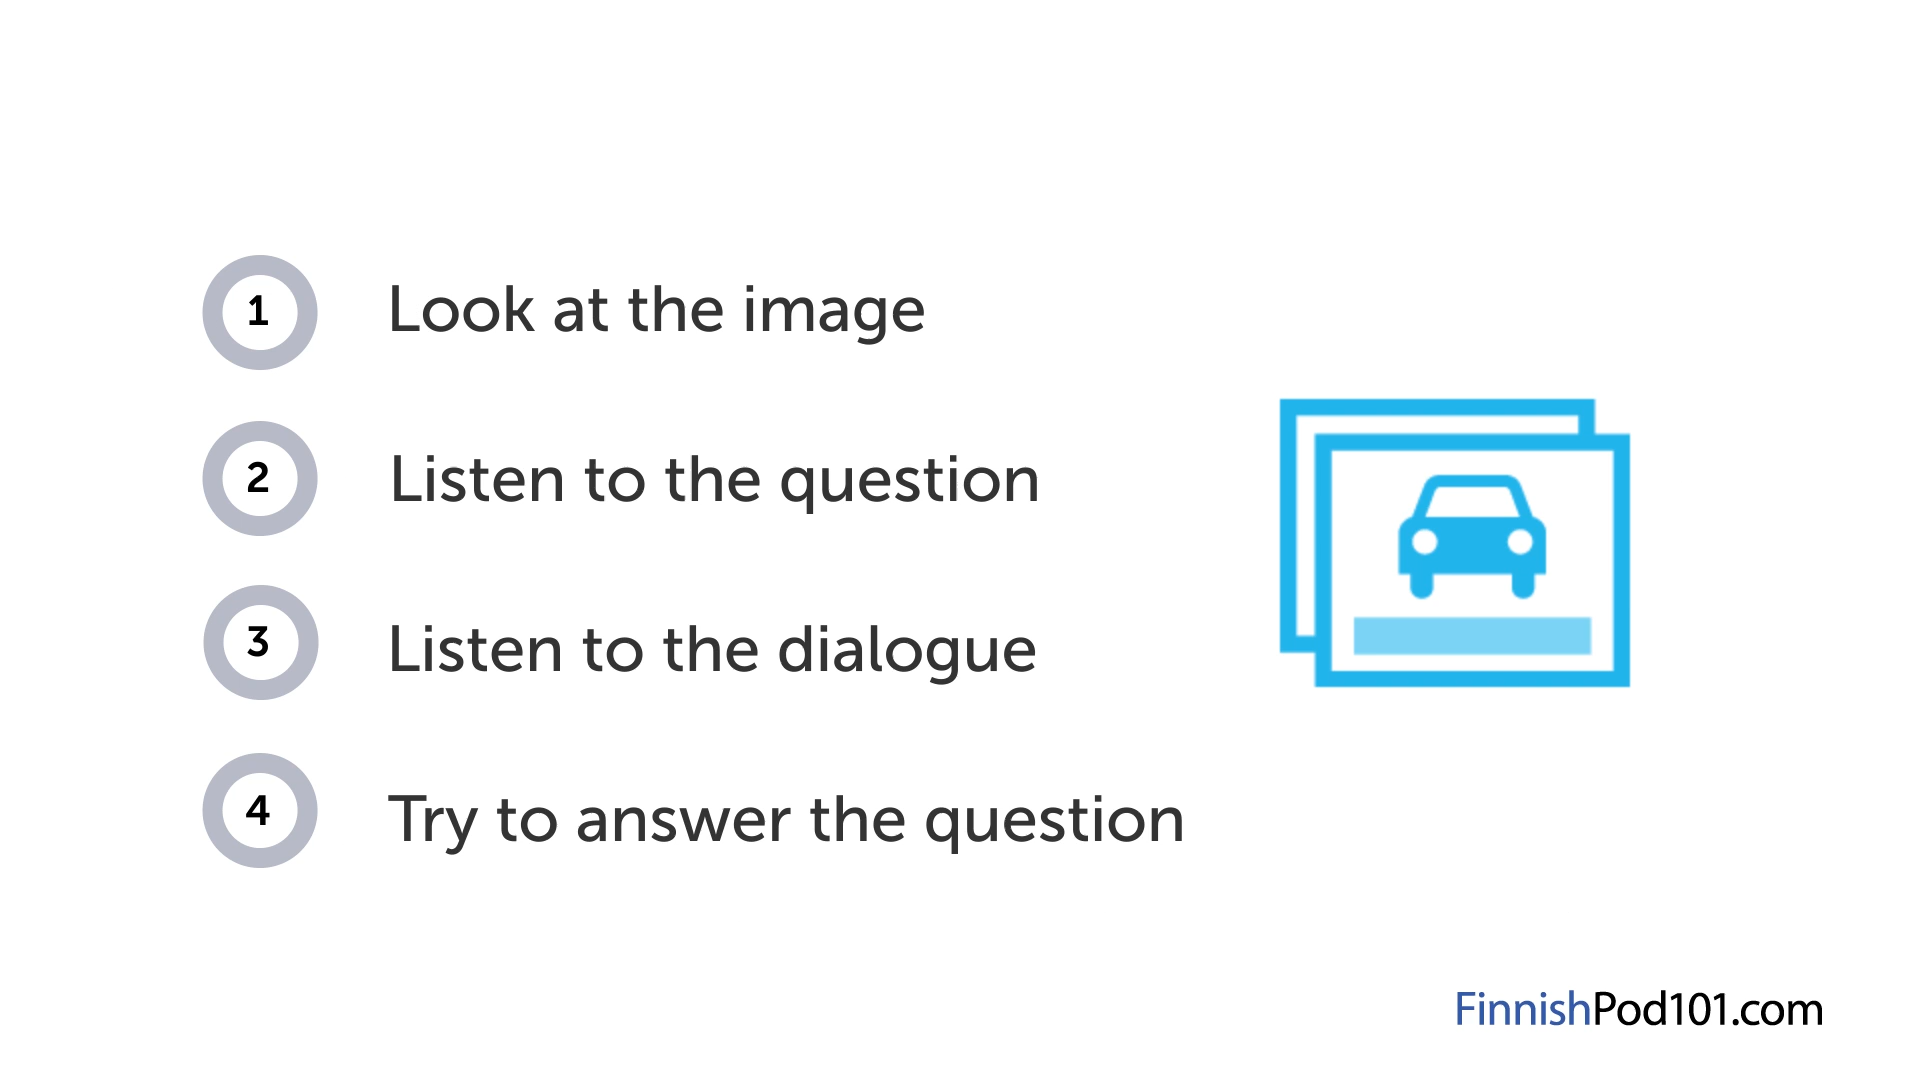 1 Look at the image
2 Listen to the question
3 Listen to the dialogue
4 Try to answer the question
FinnishPod101.com